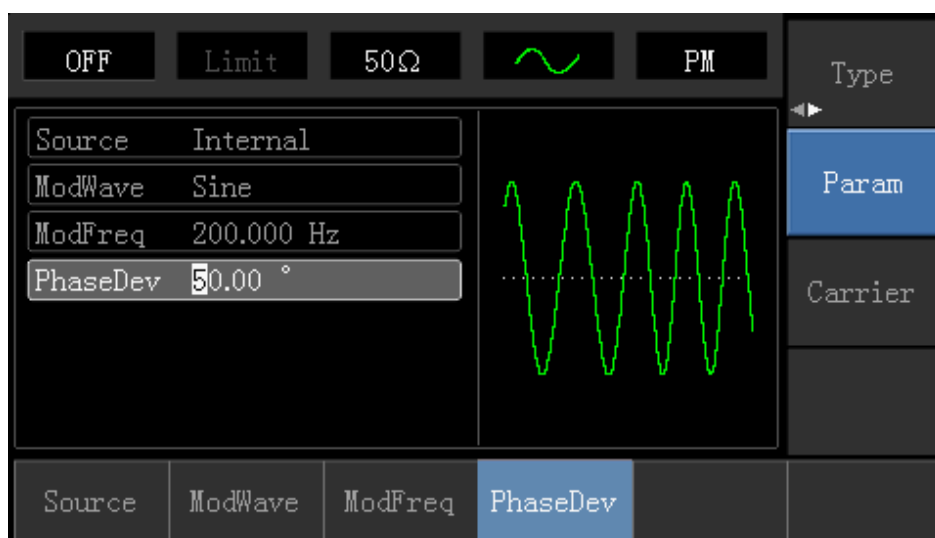 OFF Limit 50Ω PM
Type
Source Internal
ModWave Sine
ModFreq 200.000 Hz
PhaseDev 50.00 °
Param
Carrier
Source ModWave ModFreq PhaseDev